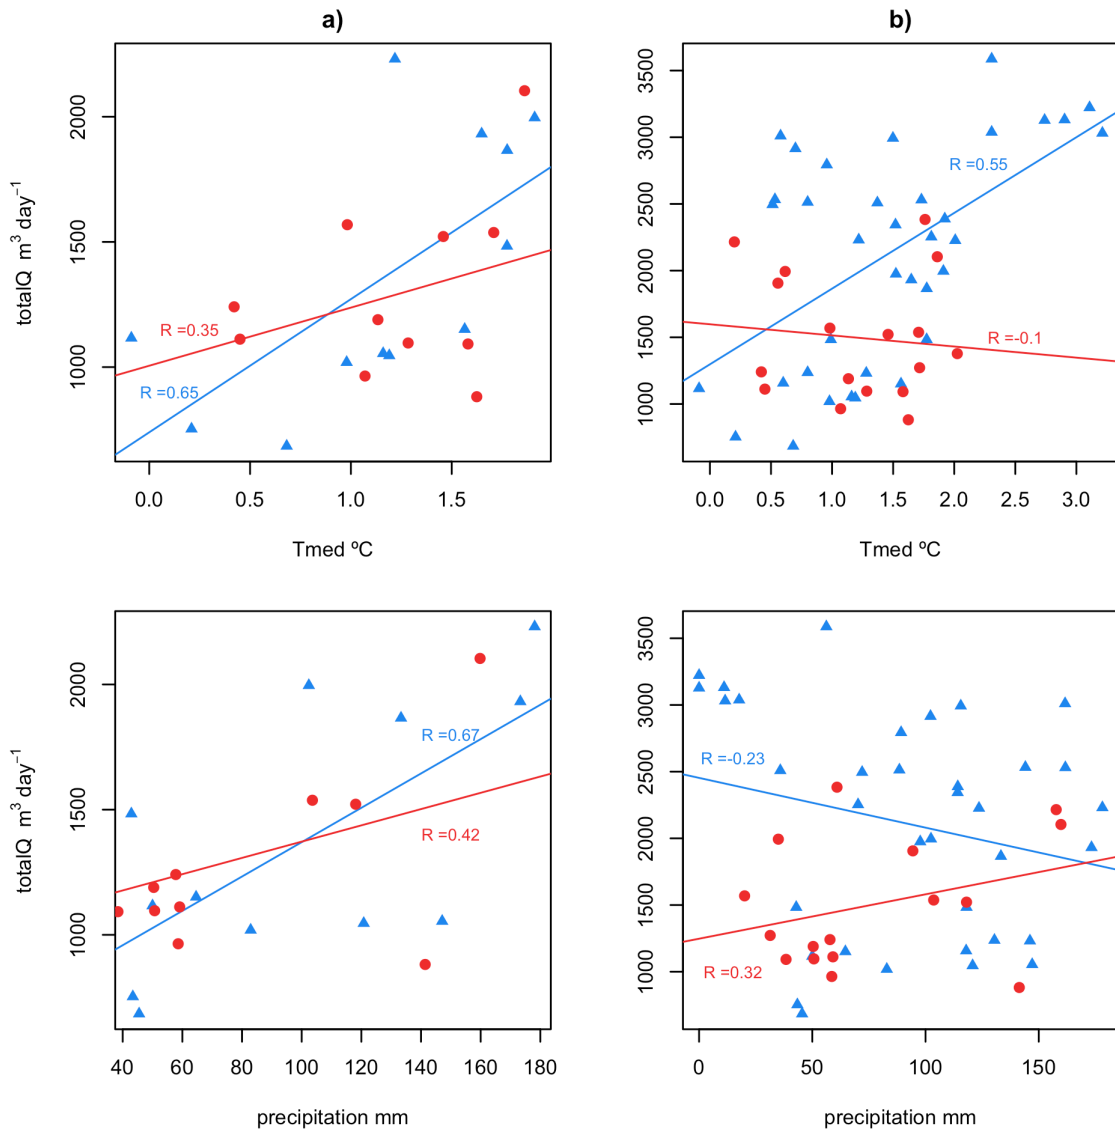 a)
b)
totalQ m³ day⁻¹
2000
1500
1000
R =0.35
R =0.65
0.0 0.5 1.0 1.5
Tmed ºC
3500
3000
2500
2000
1500
1000
R =0.55
R =-0.1
0.0 0.5 1.0 1.5 2.0 2.5 3.0
Tmed ºC
totalQ m³ day⁻¹
2000
1500
1000
R =0.67
R =0.42
40 60 80 100 120 140 160 180
precipitation mm
3500
3000
2500
2000
1500
1000
R =-0.23
R =0.32
0 50 100 150
precipitation mm